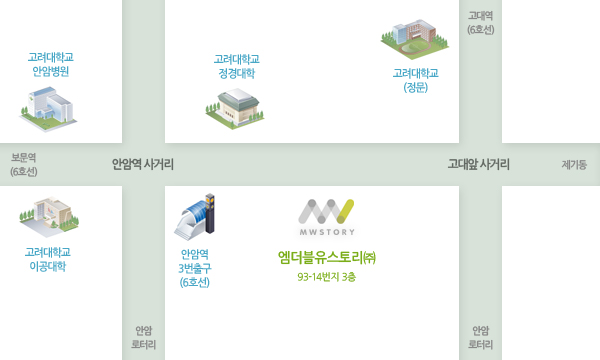 고대역
(6호선)
고려대학교
안암병원
고려대학교
정경대학
고려대학교
(정문)
보문역
(6호선)
안암역 사거리
고대앞 사거리
제기동
고려대학교
이공대학
안암역
3번출구
(6호선)
MWSTORY
엠더블유스토리㈜
93-14번지 3층
안암
로터리
안암
로터리